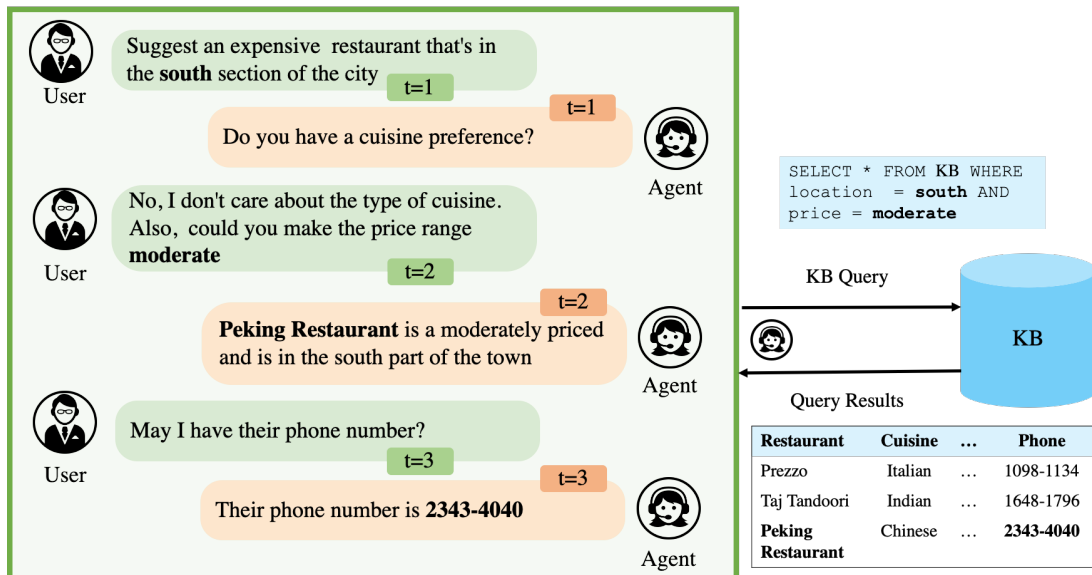 Suggest an expensive restaurant that's in
the south section of the city
t=1
User
t=1
Do you have a cuisine preference?
Agent
No, I don't care about the type of cuisine.
Also, could you make the price range
moderate
t=2
User
t=2
Peking Restaurant is a moderately priced
and is in the south part of the town
Agent
May I have their phone number?
t=3
User
t=3
Their phone number is 2343-4040
Agent
SELECT * FROM KB WHERE
location = south AND
price = moderate
KB Query
KB
Query Results
Restaurant Cuisine ... Phone
Prezzo Italian ... 1098-1134
Taj Tandoori Indian ... 1648-1796
Peking Chinese ... 2343-4040
Restaurant